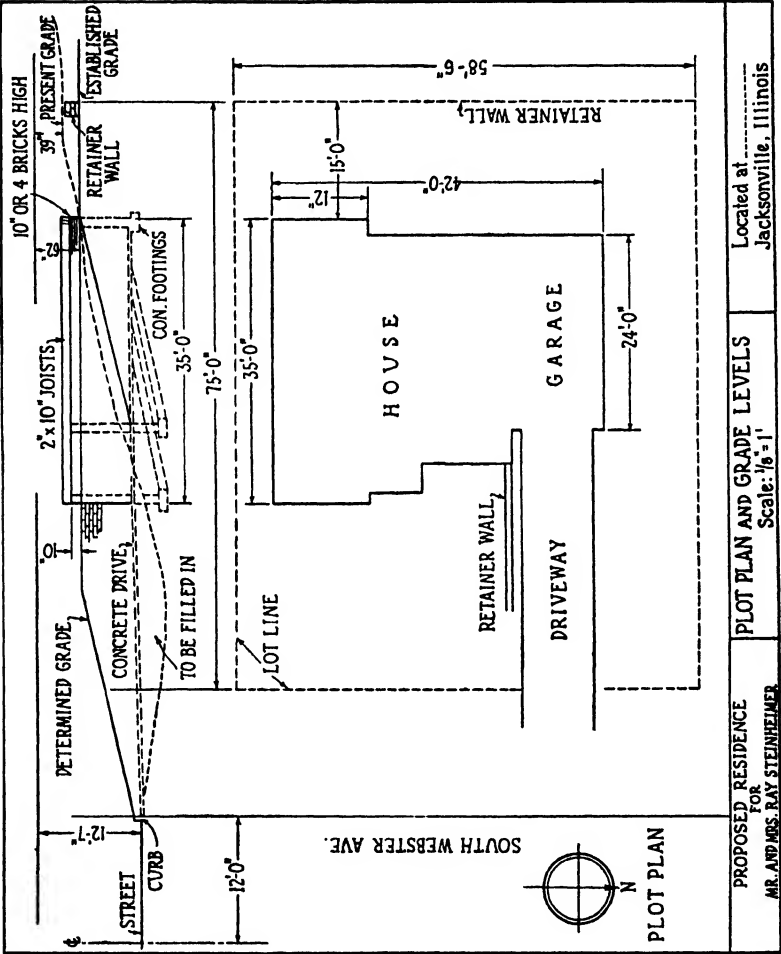 10" OR 4 BRICKS HIGH
39"
PRESENT GRADE
ESTABLISHED
GRADE
RETAINER
WALL
2"x10" JOISTS
CON. FOOTINGS
35'-0"
10"
DETERMINED GRADE
CONCRETE DRIVE
TO BE FILLED IN
75'-0"
12'-7"
STREET
CURB
12'-0"
LOT LINE
58'-6"
RETAINER WALL
15'-0"
42'-0"
12"
35'-0"
HOUSE
GARAGE
24'-0"
RETAINER WALL
DRIVEWAY
SOUTH WEBSTER AVE.
N
PLOT PLAN
PROPOSED RESIDENCE
FOR
MR. AND MRS. RAY STEINHEIMER
PLOT PLAN AND GRADE LEVELS
Scale: 1/8" = 1'
Located at
Jacksonville, Illinois